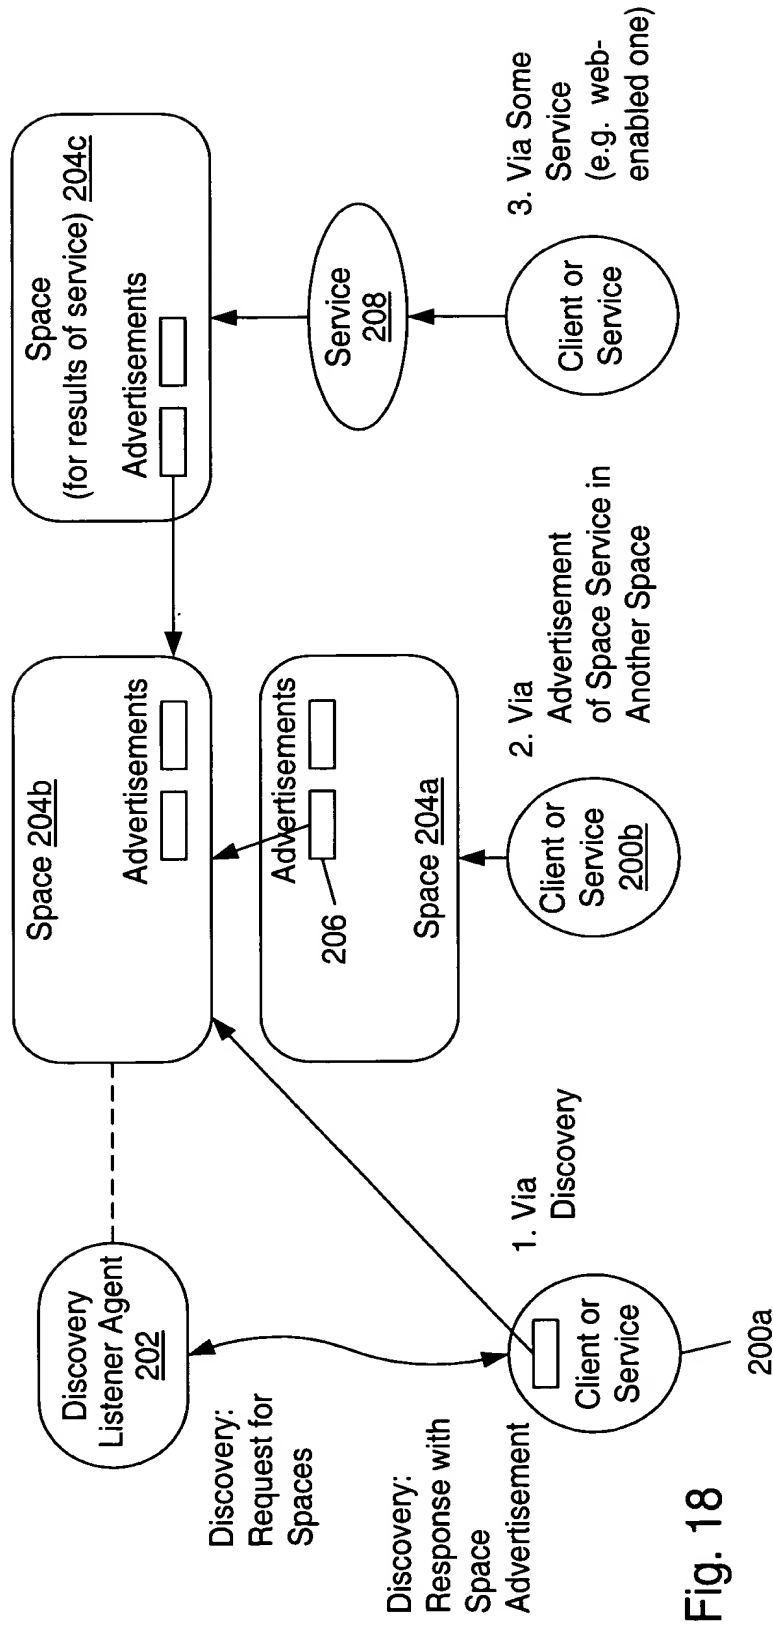 Discovery
Listener Agent
202
Discovery:
Request for
Spaces
Discovery:
Response with
Space
Advertisement
Client or
Service
200a
1. Via
Discovery
Space 204b
Advertisements
Advertisements
206
Space 204a
Client or
Service
200b
2. Via
Advertisement
of Space Service in
Another Space
Space
(for results of service) 204c
Advertisements
Service
208
Client or
Service
3. Via Some
Service
(e.g. web-
enabled one)
Fig. 18